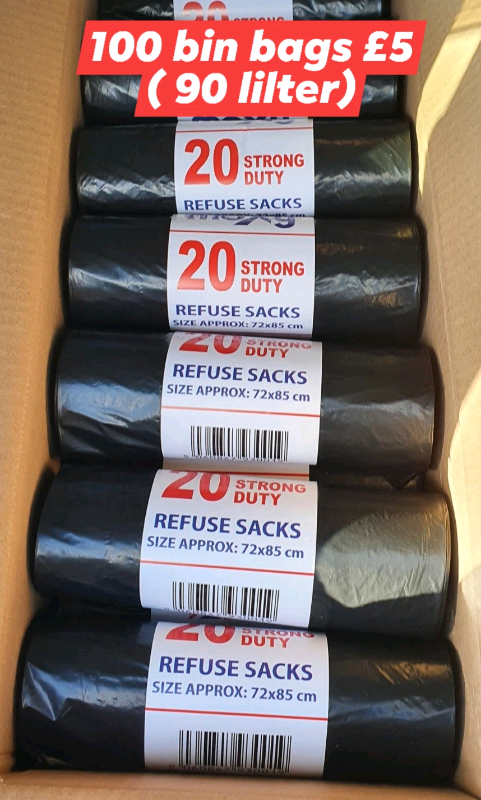 20 STRONG
100 bin bags £5
( 90 lilter)
20 STRONG
DUTY
REFUSE SACKS
20 STRONG
DUTY
REFUSE SACKS
SIZE APPROX: 72x85 cm
20 STRONG
DUTY
REFUSE SACKS
SIZE APPROX: 72x85 cm
20 STRONG
DUTY
REFUSE SACKS
SIZE APPROX: 72x85 cm
20 STRONG
DUTY
REFUSE SACKS
SIZE APPROX: 72x85 cm